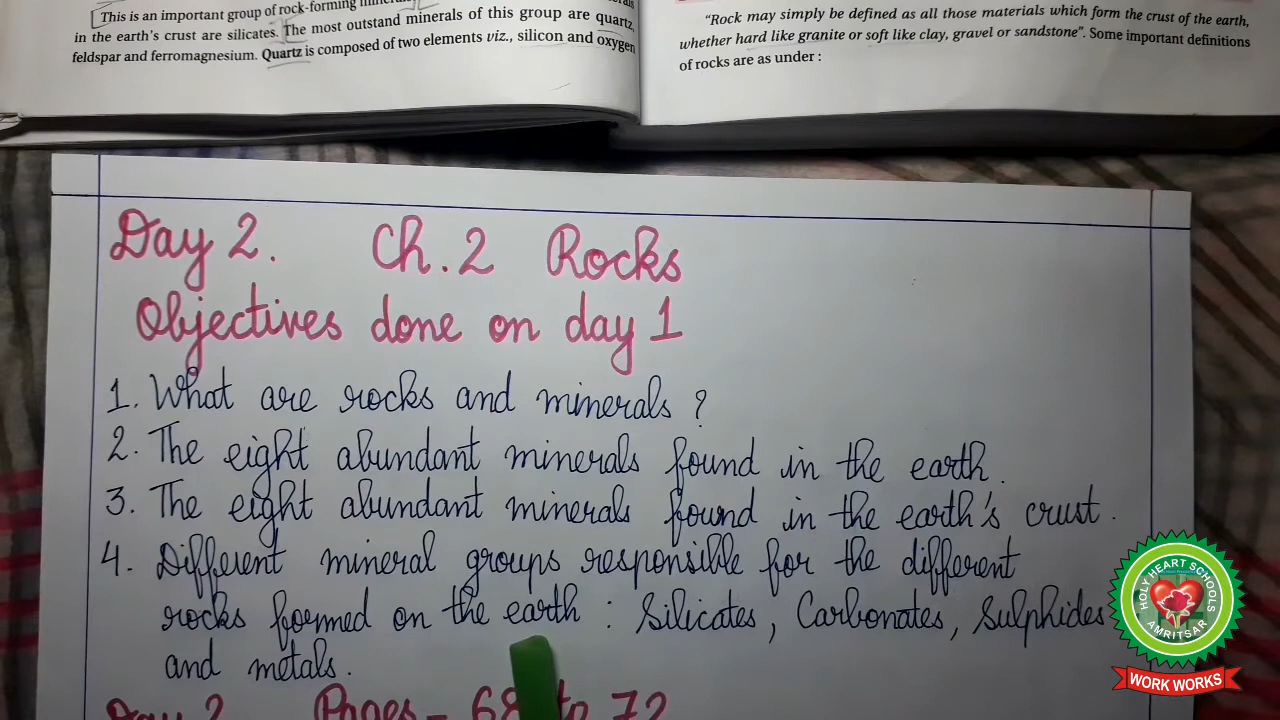 This is an important group of rock-forming
in the earth's crust are silicates. The most outstand minerals of this group are quartz,
feldspar and ferromagnesium. Quartz is composed of two elements viz., silicon and oxygen
"Rock may simply be defined as all those materials which form the crust of the earth,
whether hard like granite or soft like clay, gravel or sandstone". Some important definitions
of rocks are as under :
Day 2. Ch.2 Rocks
Objectives done on day 1
1. What are rocks and minerals ?
2. The eight abundant minerals found in the earth.
3. The eight abundant minerals found in the earth's crust.
4. Different mineral groups responsible for the different
rocks formed on the earth : Silicates, Carbonates, Sulphides
and metals.
Day 2 Pages - 68 to 72
HOLY HEART SCHOOLS
AMRITSAR
WORK WORKS